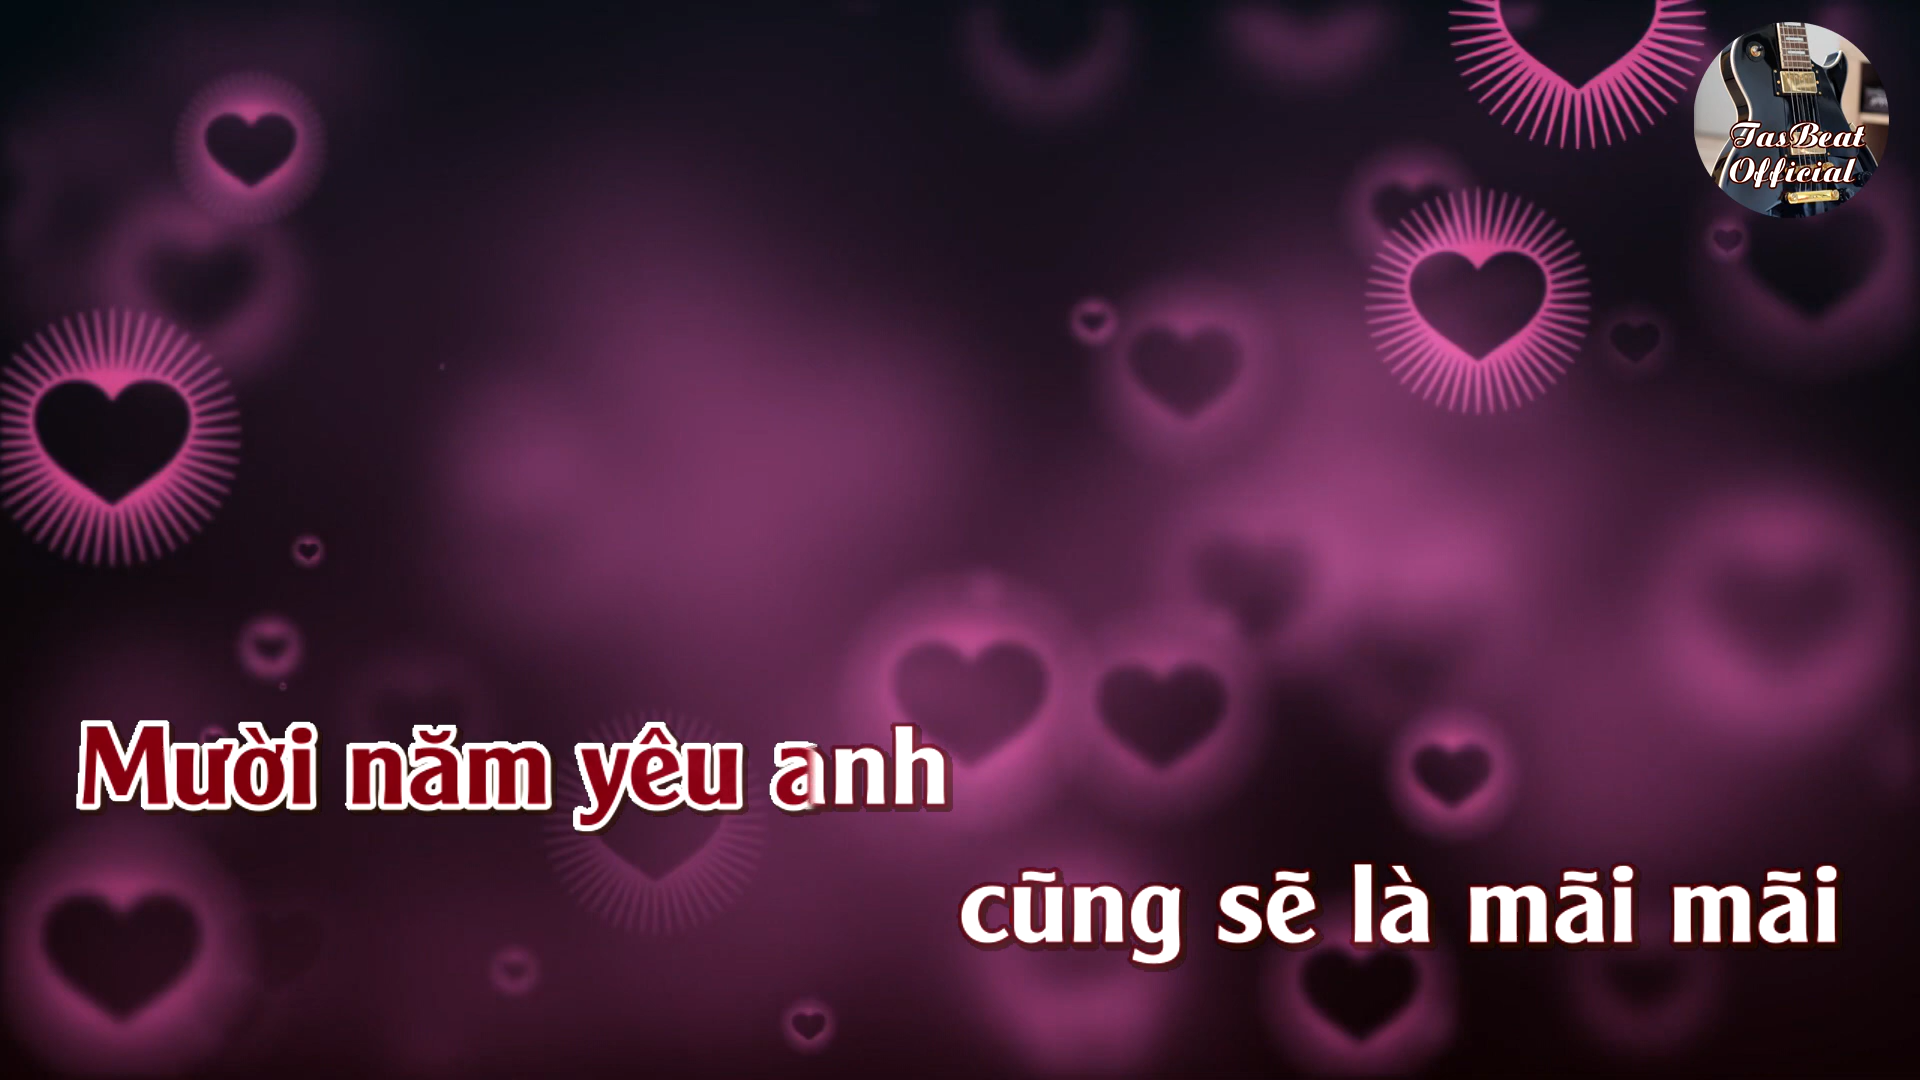 TasBeat
Official
Mười năm yêu anh
cũng sẽ là mãi mãi